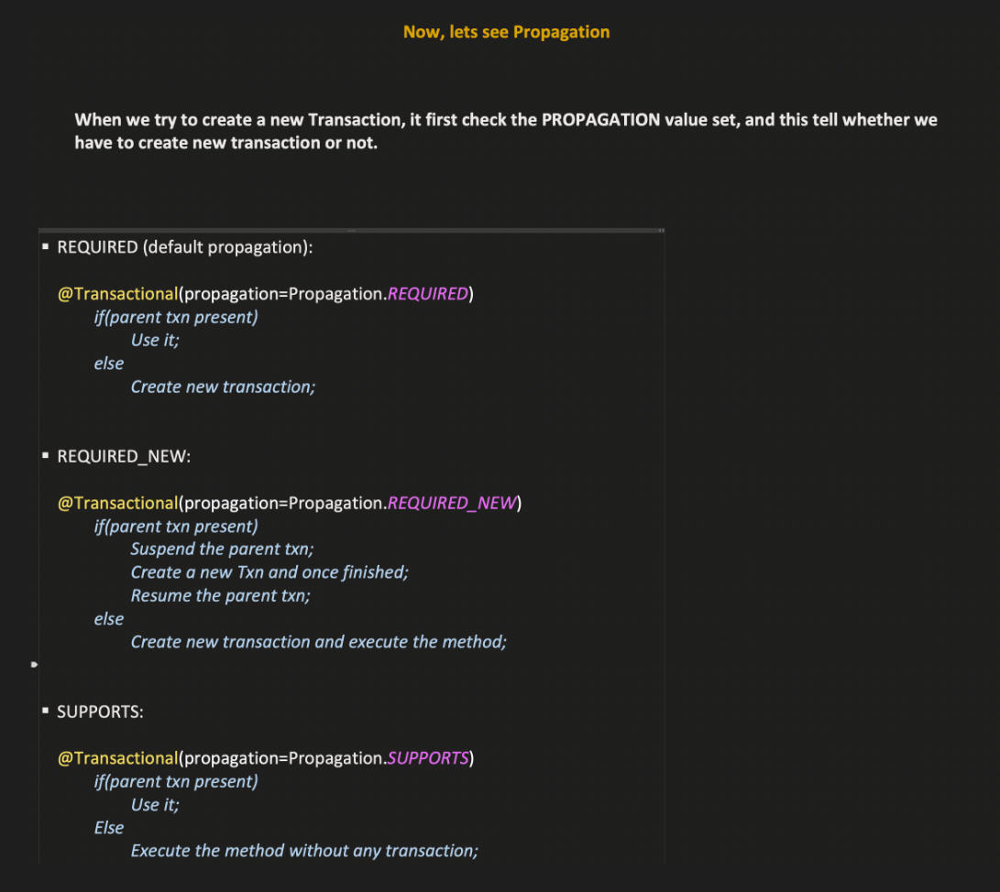 Now, lets see Propagation
When we try to create a new Transaction, it first check the PROPAGATION value set, and this tell whether we
have to create new transaction or not.
▪ REQUIRED (default propagation):
@Transactional(propagation=Propagation.REQUIRED)
if(parent txn present)
Use it;
else
Create new transaction;
▪ REQUIRED_NEW:
@Transactional(propagation=Propagation.REQUIRED_NEW)
if(parent txn present)
Suspend the parent txn;
Create a new Txn and once finished;
Resume the parent txn;
else
Create new transaction and execute the method;
▪ SUPPORTS:
@Transactional(propagation=Propagation.SUPPORTS)
if(parent txn present)
Use it;
Else
Execute the method without any transaction;